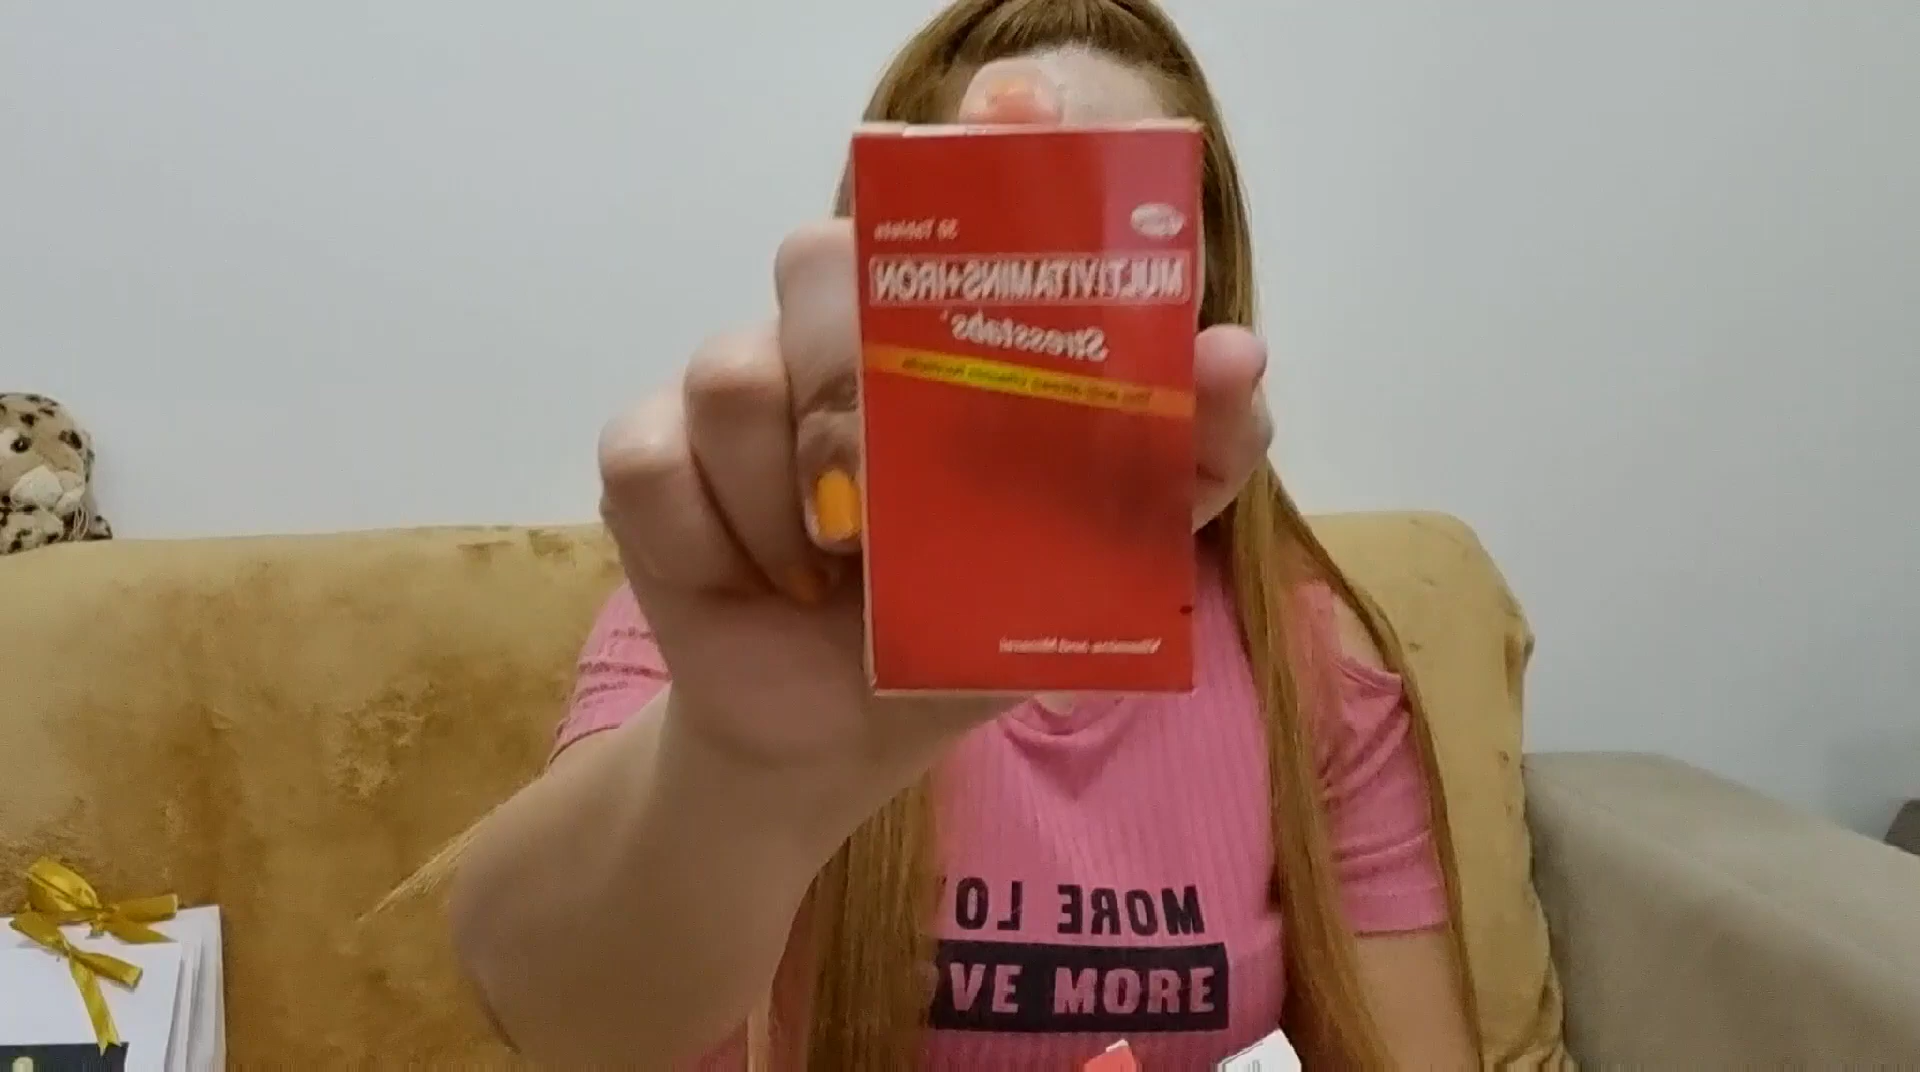 30 Tablets
MULTIVITAMINS+IRON
Stresstabs
Vitamins and Mineral
MORE LO
VE MORE